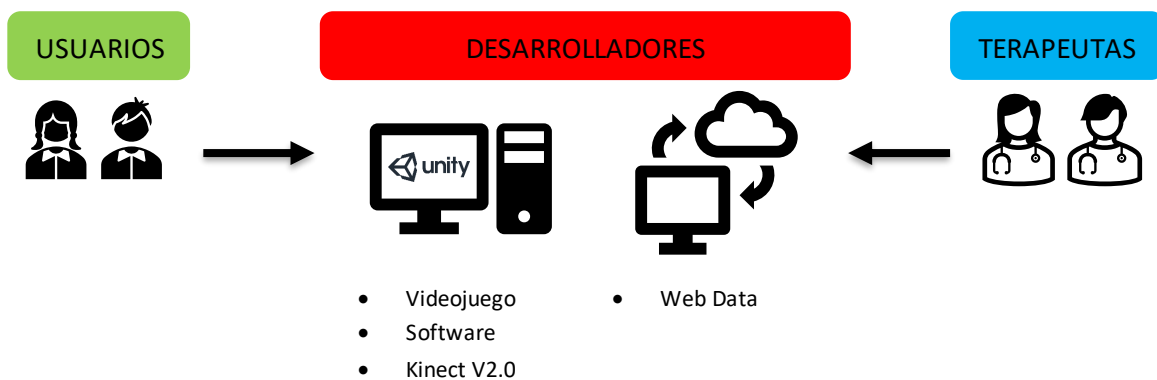 USUARIOS
DESARROLLADORES
TERAPEUTAS
unity
• Videojuego
• Software
• Kinect V2.0
• Web Data